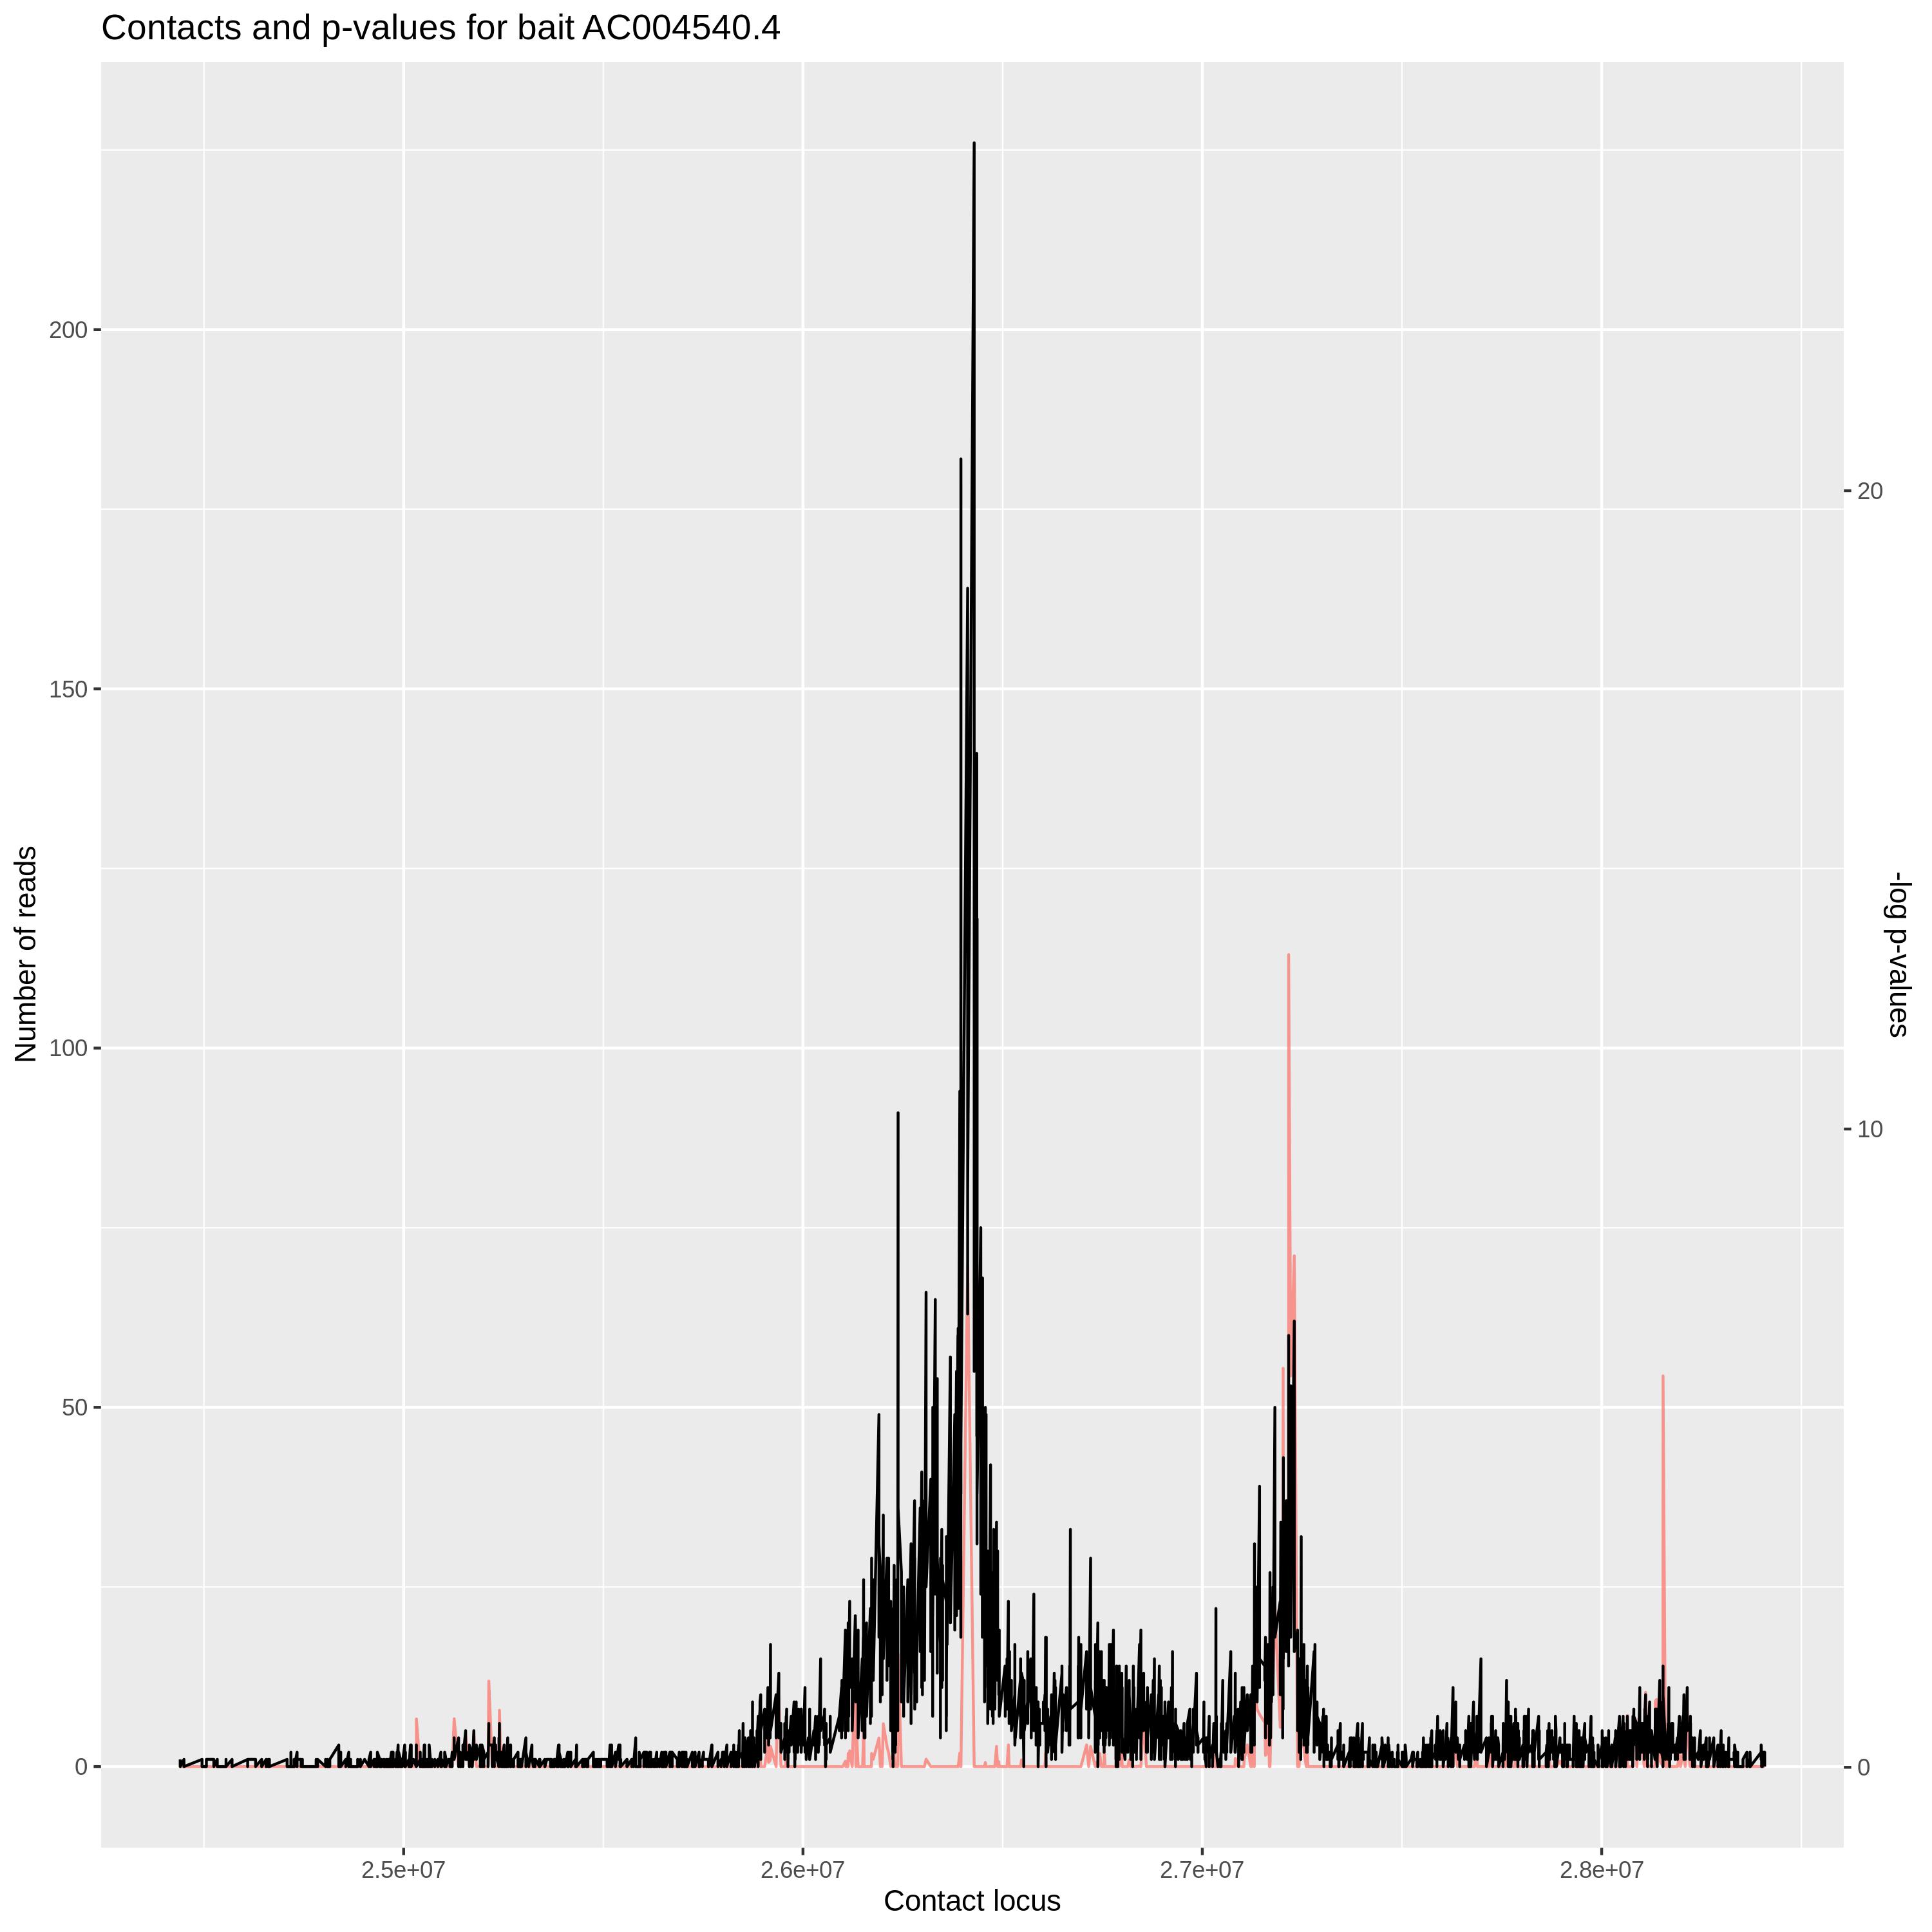 Contacts and p-values for bait AC004540.4
Number of reads
200
150
100
50
0
20
10
0
-log p-values
2.5e+07 2.6e+07 2.7e+07 2.8e+07
Contact locus